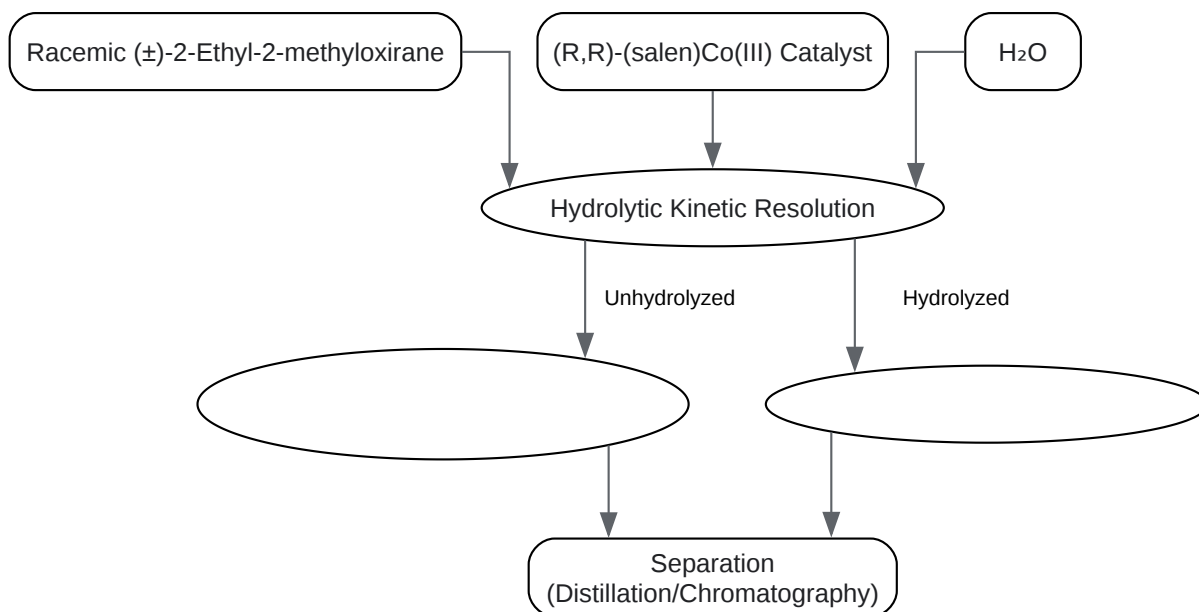 Racemic (±)-2-Ethyl-2-methyloxirane
(R,R)-(salen)Co(III) Catalyst
H₂O
Hydrolytic Kinetic Resolution
Unhydrolyzed
Hydrolyzed
Separation
(Distillation/Chromatography)